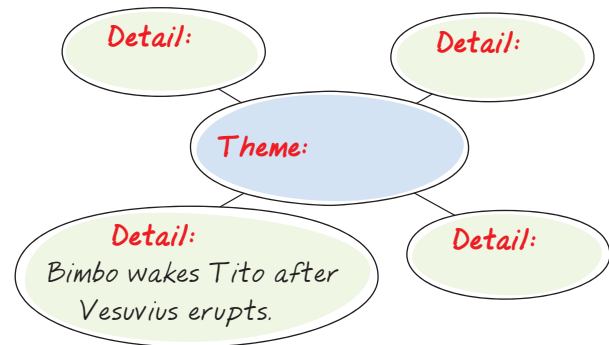 Detail:
Detail:
Theme:
Detail:
Bimbo wakes Tito after
Vesuvius erupts.
Detail: